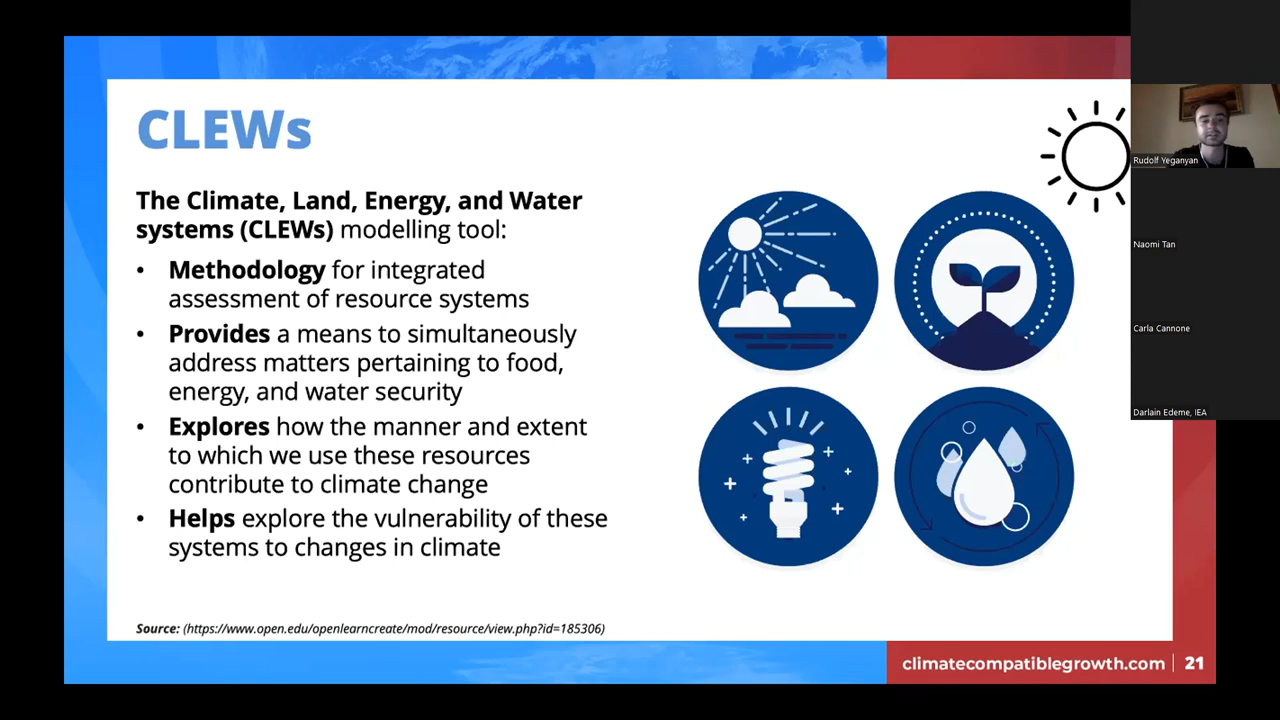 CLEWs
The Climate, Land, Energy, and Water
systems (CLEWs) modelling tool:
• Methodology for integrated
assessment of resource systems
• Provides a means to simultaneously
address matters pertaining to food,
energy, and water security
• Explores how the manner and extent
to which we use these resources
contribute to climate change
• Helps explore the vulnerability of these
systems to changes in climate
Source: (https://www.open.edu/openlearncreate/mod/resource/view.php?id=185306)
climatecompatiblegrowth.com | 21
Rudolf Yeganyan
Naomi Tan
Carla Cannone
Darlain Edeme, IEA